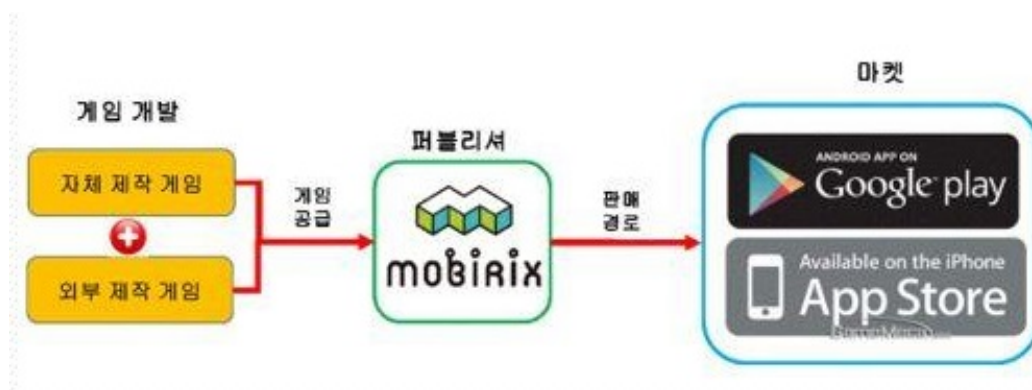 마켓
게임 개발
퍼블리셔
자체 제작 게임
외부 제작 게임
게임
공급
mobirix
판매
경로
ANDROID APP ON
Google play
Available on the iPhone
App Store
GameMeca